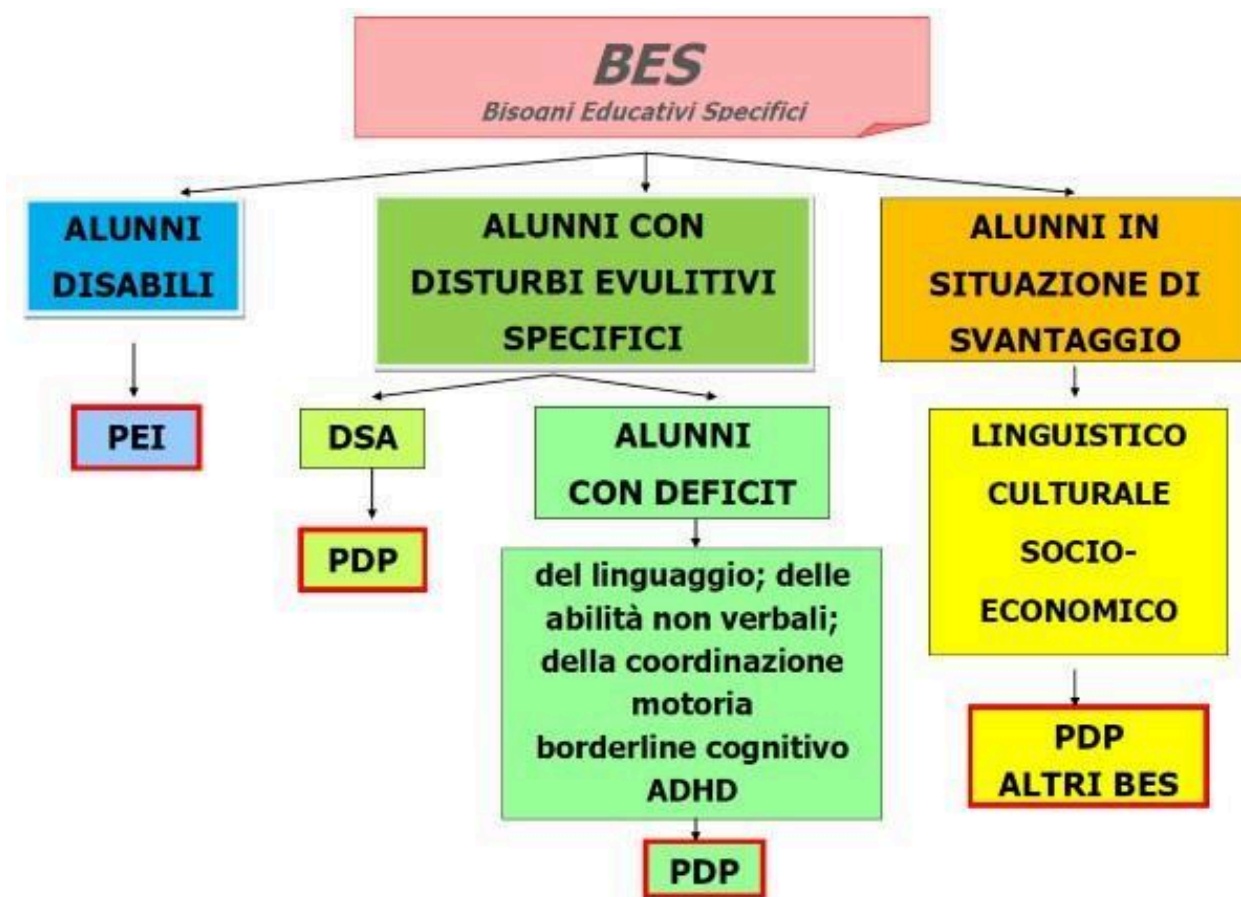 BES
Bisogni Educativi Specifici
ALUNNI
DISABILI
PEI
ALUNNI CON
DISTURBI EVULITIVI
SPECIFICI
DSA
PDP
ALUNNI
CON DEFICIT
del linguaggio; delle
abilità non verbali;
della coordinazione
motoria
borderline cognitivo
ADHD
PDP
ALUNNI IN
SITUAZIONE DI
SVANTAGGIO
LINGUISTICO
CULTURALE
SOCIO-
ECONOMICO
PDP
ALTRI BES